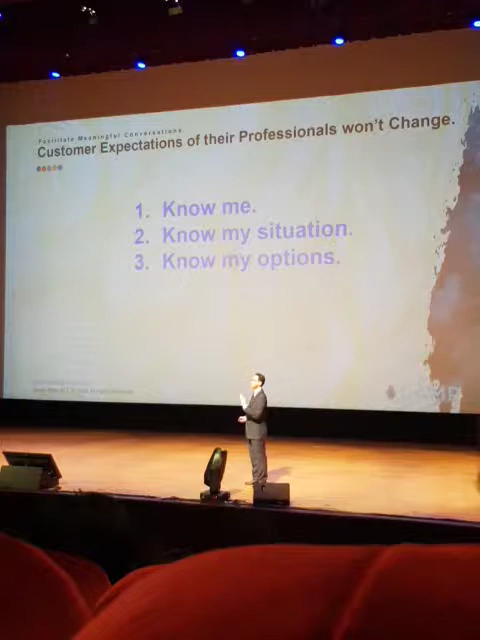 Facilitate Meaningful Conversations
Customer Expectations of their Professionals won't Change.
1. Know me.
2. Know my situation.
3. Know my options.